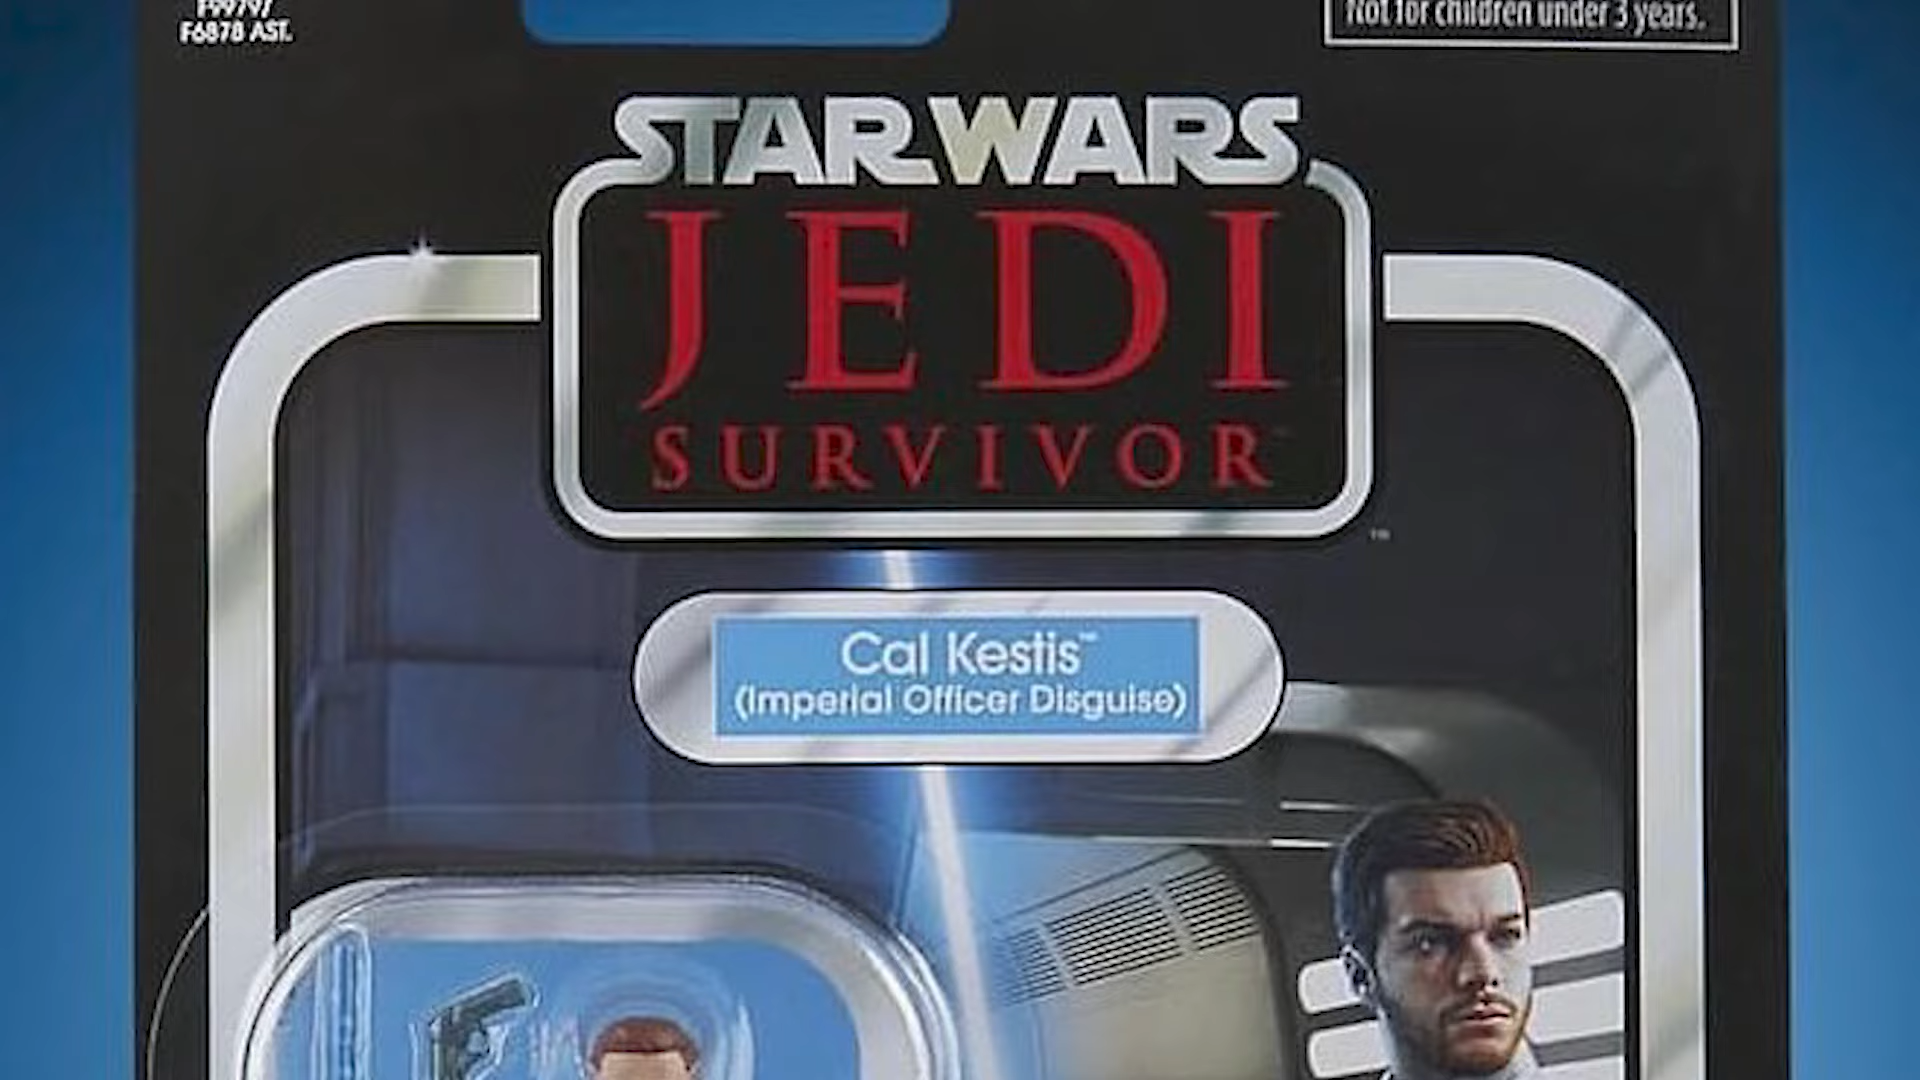 F6878 AST.
Not for children under 3 years.
STAR WARS
JEDI
SURVIVOR
™
Cal Kestis™
(Imperial Officer Disguise)